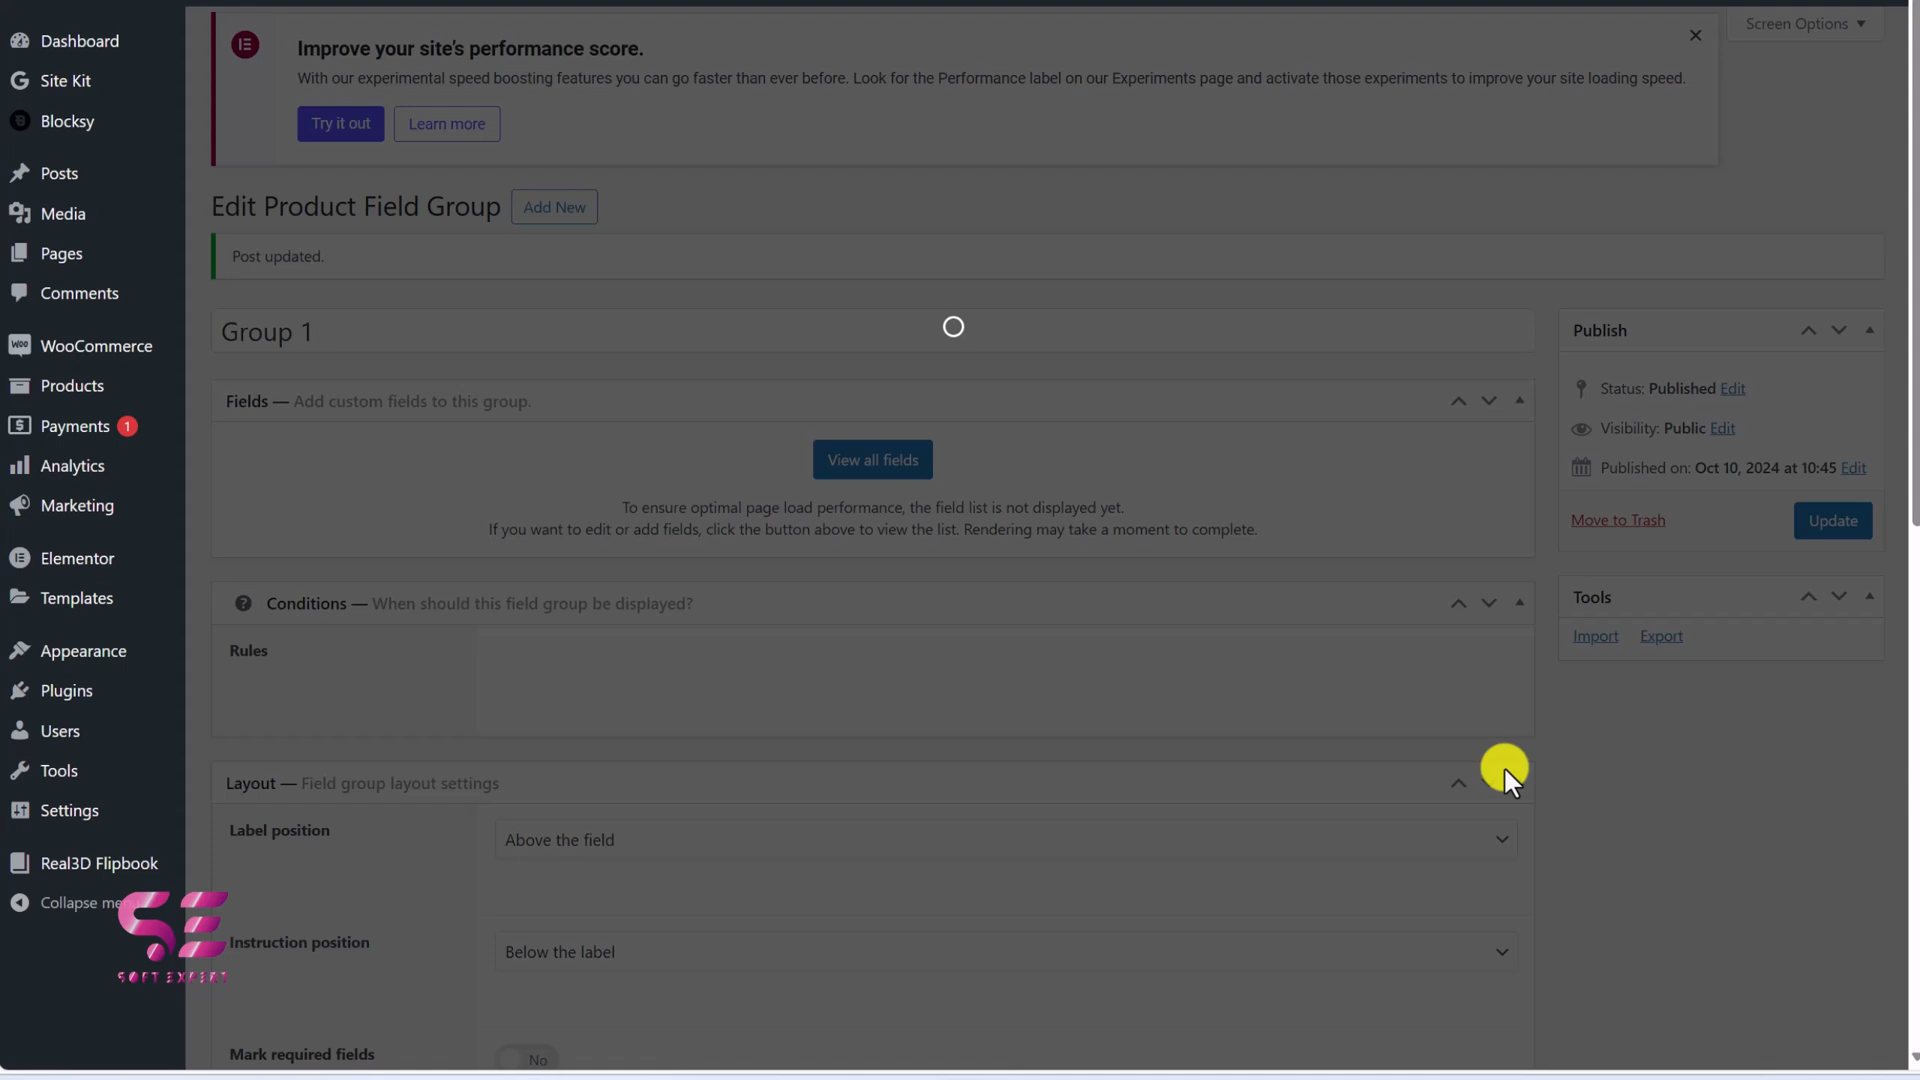 Dashboard
Site Kit
Blocksy
Posts
Media
Pages
Comments
WooCommerce
Products
Payments 1
Analytics
Marketing
Elementor
Templates
Appearance
Plugins
Users
Tools
Settings
Real3D Flipbook
Collapse me
SE
SOFT EXPERT
Screen Options
Improve your site's performance score.
With our experimental speed boosting features you can go faster than ever before. Look for the Performance label on our Experiments page and activate those experiments to improve your site loading speed.
Try it out Learn more
Edit Product Field Group Add New
Post updated.
Group 1
Fields — Add custom fields to this group.
View all fields
To ensure optimal page load performance, the field list is not displayed yet.
If you want to edit or add fields, click the button above to view the list. Rendering may take a moment to complete.
Conditions — When should this field group be displayed?
Rules
Layout — Field group layout settings
Label position
Above the field
Instruction position
Below the label
Mark required fields
No
Publish
Status: Published Edit
Visibility: Public Edit
Published on: Oct 10, 2024 at 10:45 Edit
Move to Trash Update
Tools
Import Export